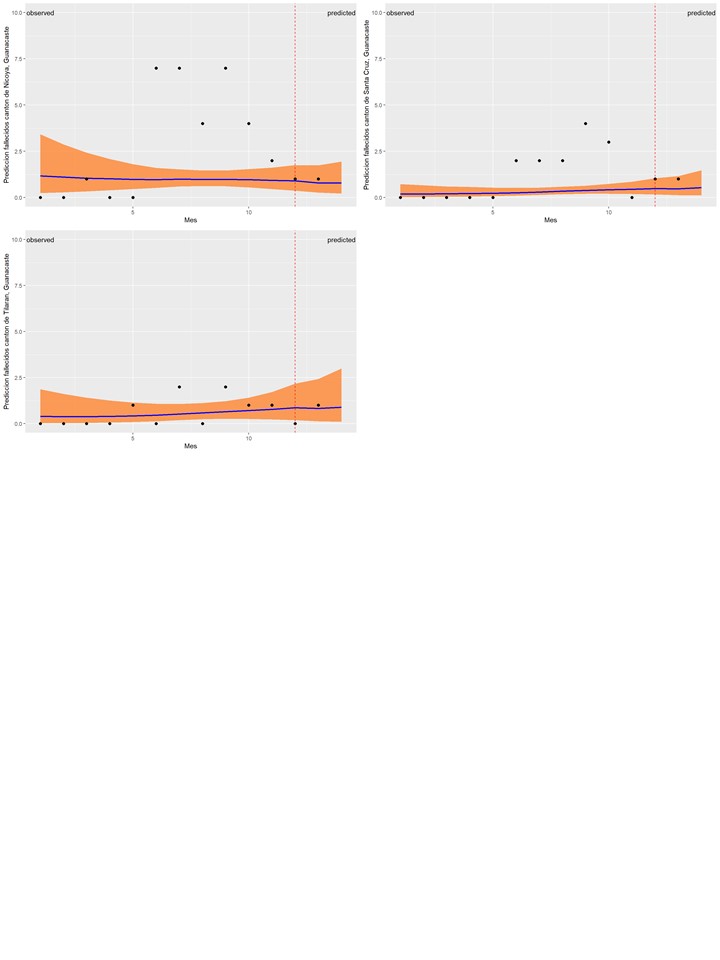 Prediccion fallecidos canton de Nicoya, Guanacaste
10.0
7.5
5.0
2.5
0.0
observed
predicted
5
10
Mes
Prediccion fallecidos canton de Santa Cruz, Guanacaste
10.0
7.5
5.0
2.5
0.0
observed
predicted
5
10
Mes
Prediccion fallecidos canton de Tilaran, Guanacaste
10.0
7.5
5.0
2.5
0.0
observed
predicted
5
10
Mes